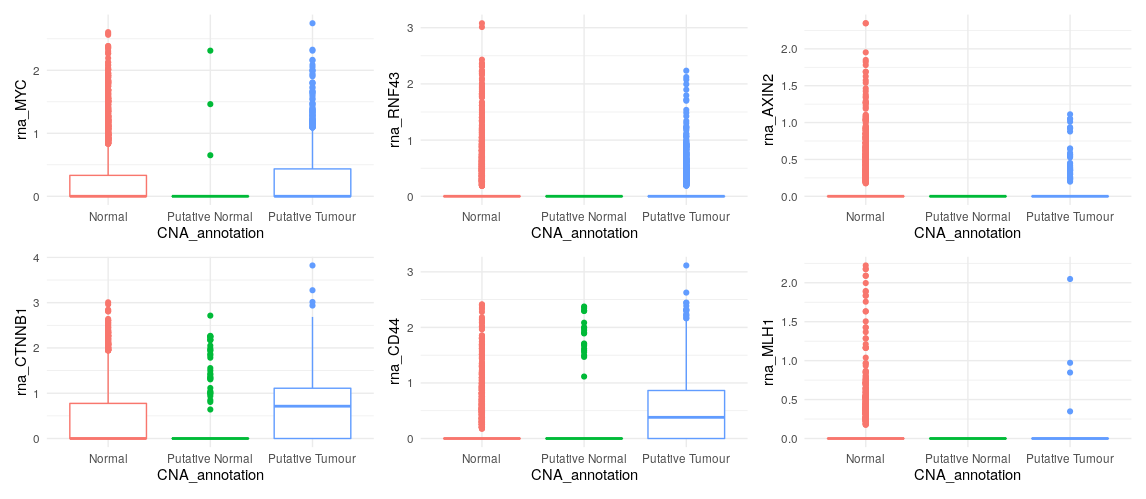 rna_MYC
2
1
0
Normal
Putative Normal
Putative Tumour
CNA_annotation
rna_RNF43
3
2
1
0
Normal
Putative Normal
Putative Tumour
CNA_annotation
rna_AXIN2
2.0
1.5
1.0
0.5
0.0
Normal
Putative Normal
Putative Tumour
CNA_annotation
rna_CTNNB1
4
3
2
1
0
Normal
Putative Normal
Putative Tumour
CNA_annotation
rna_CD44
3
2
1
0
Normal
Putative Normal
Putative Tumour
CNA_annotation
rna_MLH1
2.0
1.5
1.0
0.5
0.0
Normal
Putative Normal
Putative Tumour
CNA_annotation